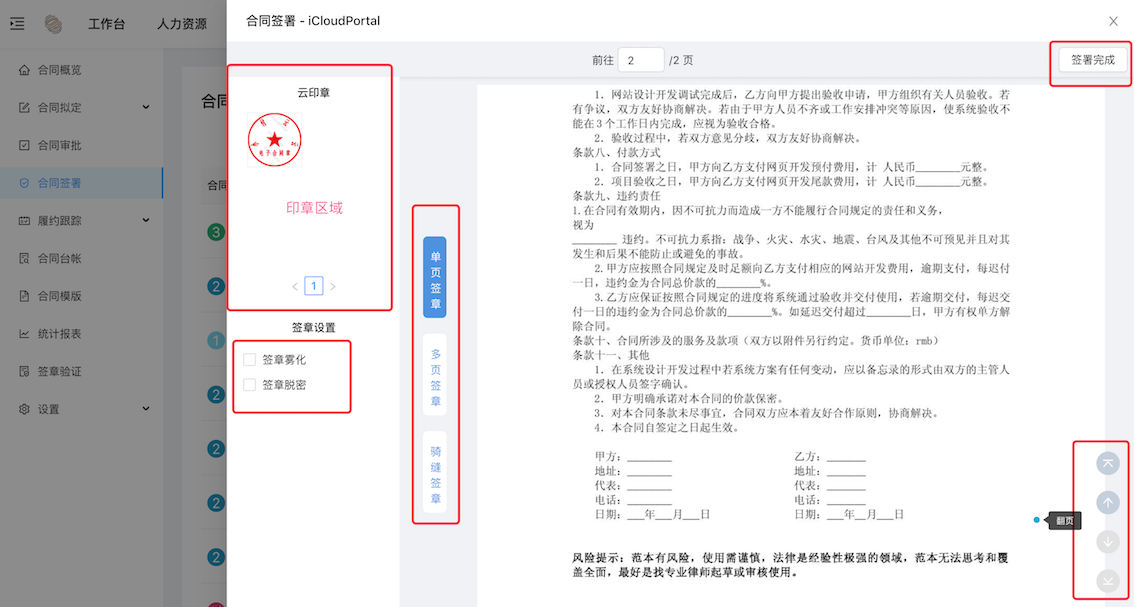 工作台
人力资源
合同签署 - iCloudPortal
前往 2 /2 页
签署完成
合同概览
合同拟定
合同审批
合同签署
履约跟踪
合同台帐
合同模版
统计报表
签章验证
设置
合同
合同
3
2
1
2
2
2
2
云印章
电子合同章
印章区域
1
签章设置
签章雾化
签章脱密
单页签章
多页签章
骑缝签章
1. 网站设计开发调试完成后，乙方向甲方提出验收申请，甲方组织有关人员验收。若
有争议，双方友好协商解决。若由于甲方人员不齐或工作安排冲突等原因，使系统验收不
能在3个工作日内完成，应视为验收合格。
2. 验收过程中，若双方意见分歧，双方友好协商解决。
条款八、付款方式
1. 合同签署之日，甲方向乙方支付网页开发预付费用，计 人民币________元整。
2. 项目验收之日，甲方向乙方支付网页开发尾款费用，计 人民币________元整。
条款九、违约责任
1.在合同有效期内，因不可抗力而造成一方不能履行合同规定的责任和义务，
视为
________ 违约。不可抗力系指：战争、火灾、水灾、地震、台风及其他不可预见并且对其
发生和后果不能防止或避免的事故。
2.甲方应按照合同规定及时足额向乙方支付相应的网站开发费用，逾期支付，每迟付
一日，违约金为合同总价款的________%。
3.乙方应保证按照合同规定的进度将系统通过验收并交付使用，若逾期交付，每迟交
付一日的违约金为合同总价款的________%。如延迟交付超过________日，甲方有权单方解
除合同。
条款十、合同所涉及的服务及款项（双方以附件另行约定。货币单位：rmb）
条款十一、其他
1. 在系统设计开发过程中若系统方案有任何变动，应以备忘录的形式由双方的主管人
员或授权人员签字确认。
2. 甲方明确承诺对本合同的价款保密。
3. 对本合同条款未尽事宜，合同双方应本着友好合作原则，协商解决。
4. 本合同自签定之日起生效。
甲方：________ 乙方：_______
地址：________ 地址：_______
代表：________ 代表：_______
电话：________ 电话：_______
日期：___年___月___日 日期：___年__月___日
翻页
风险提示：范本有风险，使用需谨慎，法律是经验性极强的领域，范本无法思考和覆
盖全面，最好是找专业律师起草或审核使用。